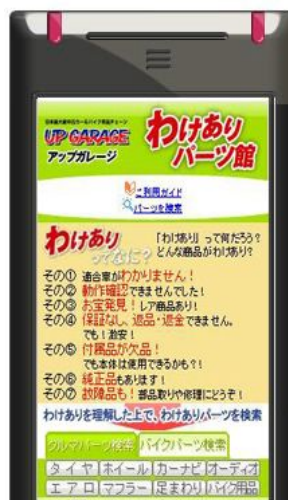 日本最大級中古カー&バイク用品チェーン
UP GARAGE
アップガレージ
わけあり
パーツ館
ご利用ガイド
パーツを検索
わけあり
ってなに?
「わけあり」って何だろう?
どんな商品がわけあり?
その① 適合車がわかりません!
その② 動作確認できませんでした!
その③ お宝発見!レア商品あり!
その④ 保証なし、返品・返金できません。
でも!激安!
その⑤ 付属品が欠品!
でも本体は使用できるかも?!
その⑥ 純正品もあります!
その⑦ 故障品も!部品取りや修理にどうぞ!
わけありを理解した上で、わけありパーツを検索
クルマパーツ検索 バイクパーツ検索
タイヤ ホイール カーナビ オーディオ
エアロ マフラー 足まわり バイク用品